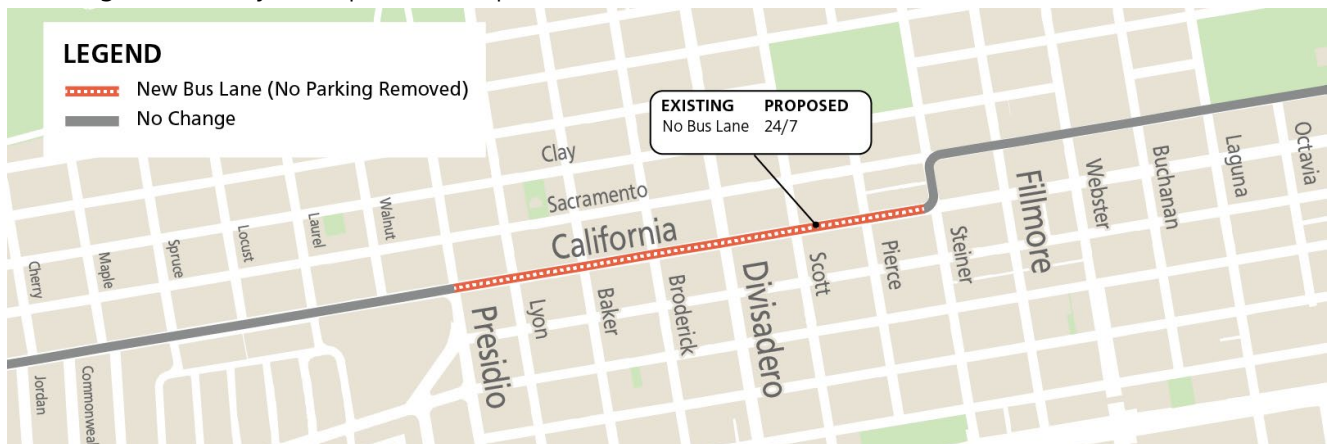 LEGEND
New Bus Lane (No Parking Removed)
No Change
EXISTING PROPOSED
No Bus Lane 24/7
Clay
Sacramento
California
Cherry
Maple
Spruce
Locust
Laurel
Walnut
Presidio
Lyon
Baker
Broderick
Divisadero
Scott
Pierce
Steiner
Fillmore
Webster
Buchanan
Laguna
Octavia
Jordan
Commonweal